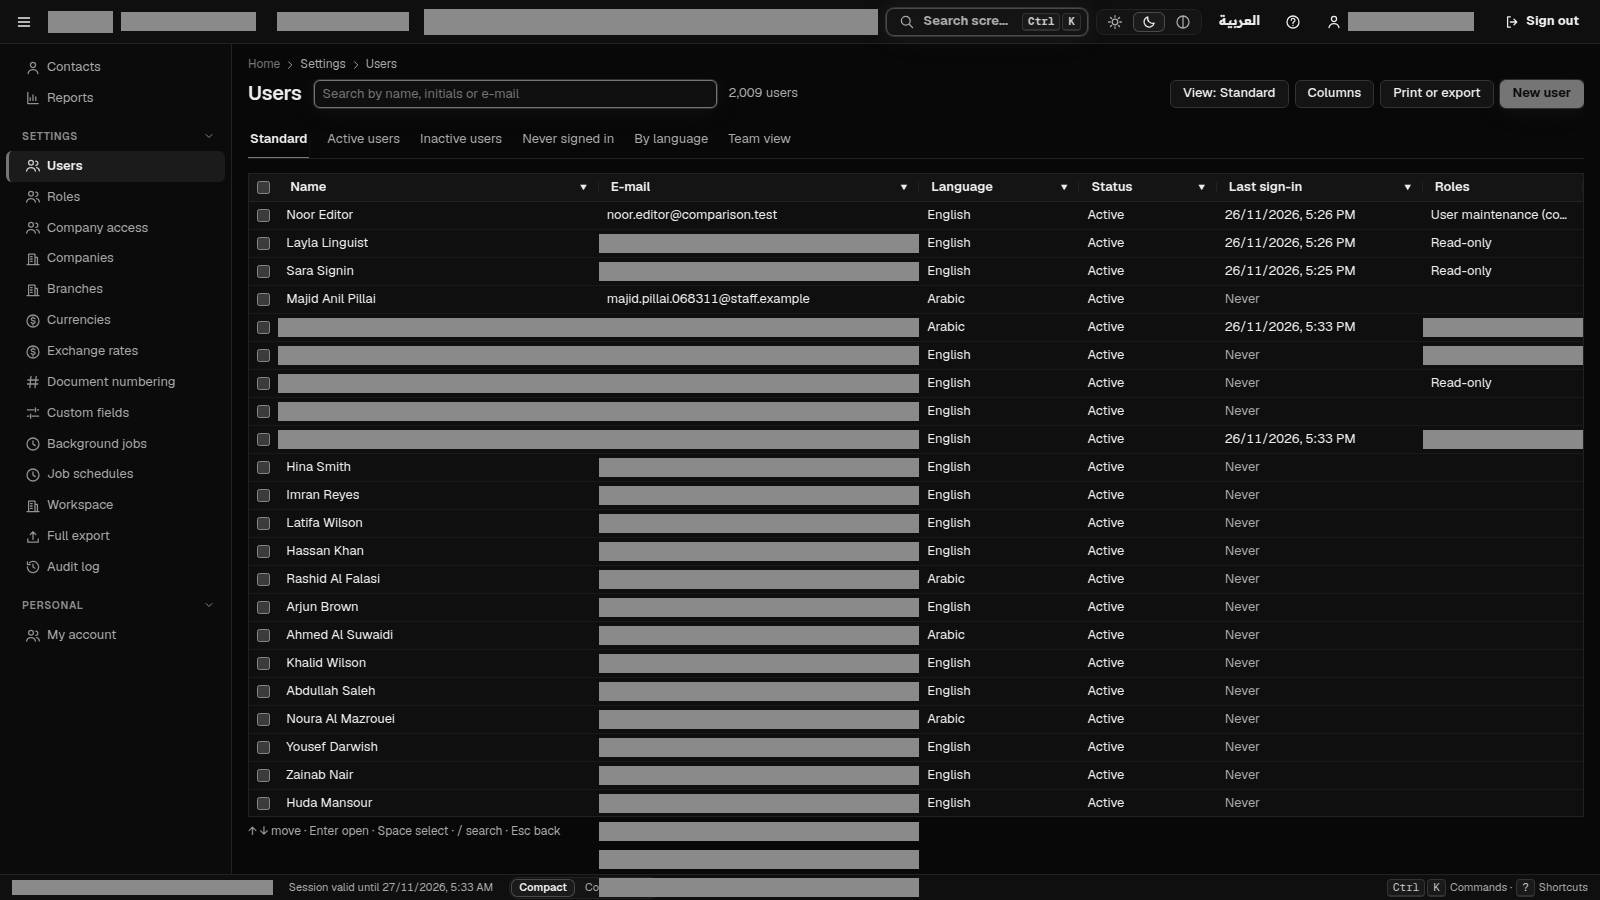 Search scre... Ctrl K العربية Sign out
Contacts
Reports
SETTINGS
Users
Roles
Company access
Companies
Branches
Currencies
Exchange rates
Document numbering
Custom fields
Background jobs
Job schedules
Workspace
Full export
Audit log
PERSONAL
My account
Home > Settings > Users
Users Search by name, initials or e-mail 2,009 users View: Standard Columns Print or export New user
Standard Active users Inactive users Never signed in By language Team view
Name E-mail Language Status Last sign-in Roles
Noor Editor noor.editor@comparison.test English Active 26/11/2026, 5:26 PM User maintenance (co...
Layla Linguist English Active 26/11/2026, 5:26 PM Read-only
Sara Signin English Active 26/11/2026, 5:25 PM Read-only
Majid Anil Pillai majid.pillai.068311@staff.example Arabic Active Never
Arabic Active 26/11/2026, 5:33 PM
English Active Never
English Active Never Read-only
English Active Never
English Active 26/11/2026, 5:33 PM
Hina Smith English Active Never
Imran Reyes English Active Never
Latifa Wilson English Active Never
Hassan Khan English Active Never
Rashid Al Falasi Arabic Active Never
Arjun Brown English Active Never
Ahmed Al Suwaidi Arabic Active Never
Khalid Wilson English Active Never
Abdullah Saleh English Active Never
Noura Al Mazrouei Arabic Active Never
Yousef Darwish English Active Never
Zainab Nair English Active Never
Huda Mansour English Active Never
↑↓ move · Enter open · Space select · / search · Esc back
Session valid until 27/11/2026, 5:33 AM Compact Co Ctrl K Commands · ? Shortcuts